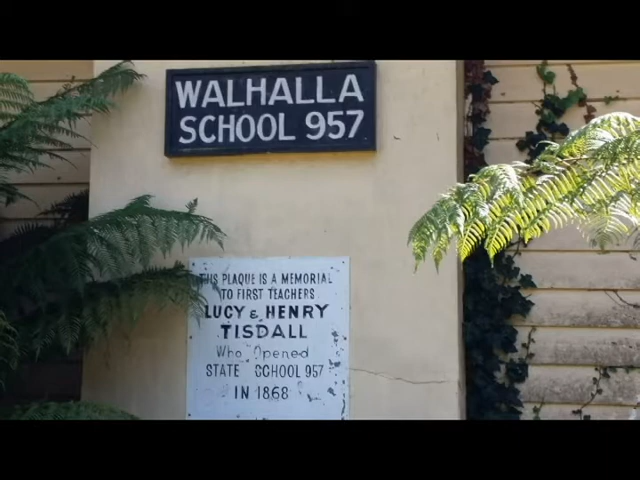 WALHALLA
SCHOOL 957
THIS PLAQUE IS A MEMORIAL
TO FIRST TEACHERS
LUCY & HENRY
TISDALL
Who Opened
STATE SCHOOL 957
IN 1868